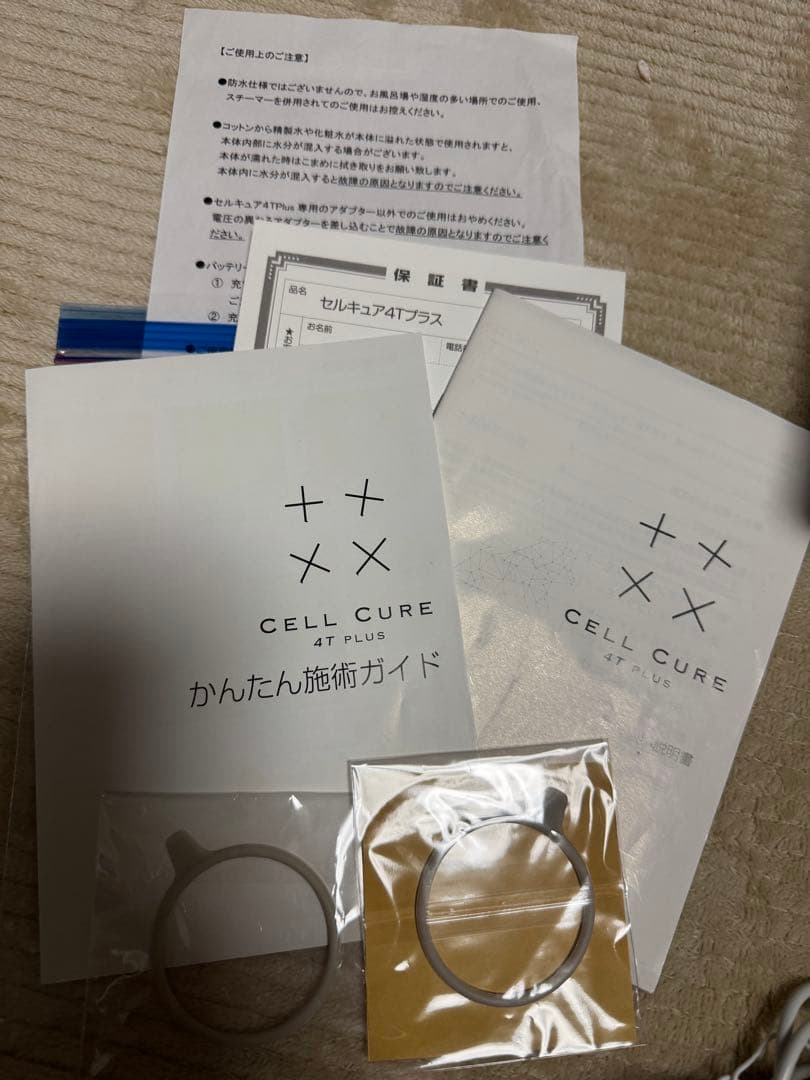 【ご使用上のご注意】
●防水仕様ではございませんので、お風呂場や湿度の多い場所でのご使用、
スチーマーを併用されてのご使用はお控えください。
●コットンから精製水や化粧水が本体に溢れた状態で使用されますと、
本体内部に水分が混入する場合がございます。
本体が濡れた時はこまめに拭き取りをお願い致します。
本体内に水分が混入すると故障の原因となりますのでご注意ください。
●セルキュア4TPlus 専用のアダプター以外でのご使用はおやめください。
電圧の異なるアダプターを差し込むことで故障の原因となりますのでご注意く
ださい。
●バッテリー
① 充
ご
② 充
保証書
品名
セルキュア4Tプラス
お名前
電話
★お
CELL CURE
4T PLUS
かんたん施術ガイド
CELL CURE
4T PLUS
説明書